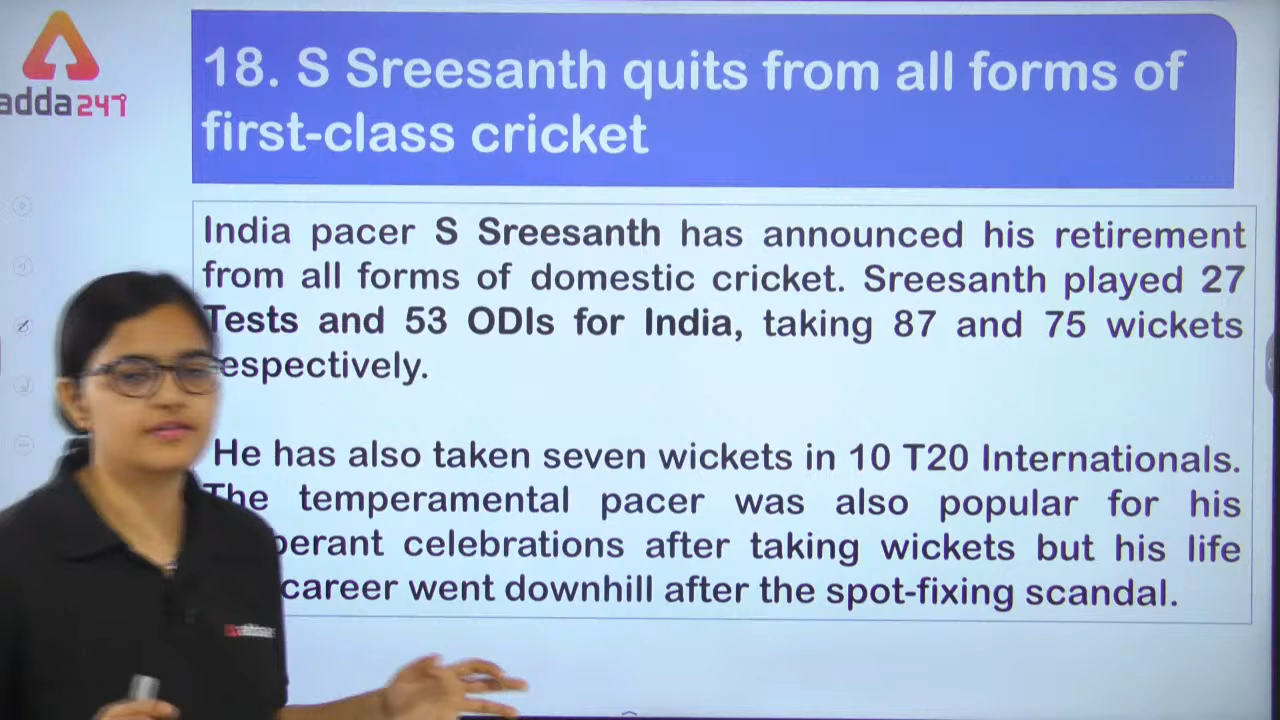 adda247
18. S Sreesanth quits from all forms of
first-class cricket
India pacer S Sreesanth has announced his retirement
from all forms of domestic cricket. Sreesanth played 27
Tests and 53 ODIs for India, taking 87 and 75 wickets
espectively.
He has also taken seven wickets in 10 T20 Internationals.
The temperamental pacer was also popular for his
berant celebrations after taking wickets but his life
career went downhill after the spot-fixing scandal.